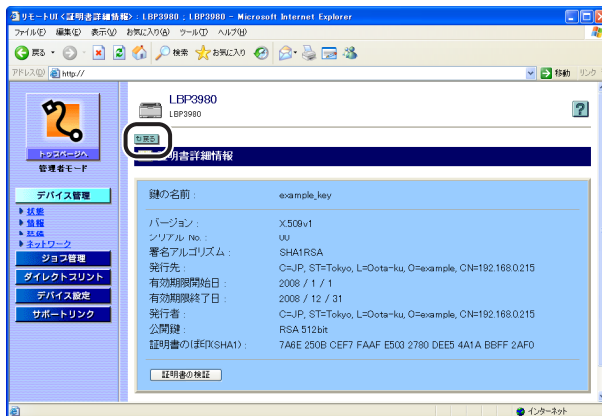 リモートUI <証明書詳細情報> : LBP3980 ; LBP3980 - Microsoft Internet Explorer
ファイル(F) 編集(E) 表示(V) お気に入り(A) ツール(T) ヘルプ(H)
戻る 検索 お気に入り
アドレス(D) http:// 移動 リンク
LBP3980
LBP3980
戻る
トップページへ
管理者モード
証明書詳細情報
デバイス管理
状態
情報
装備
ネットワーク
ジョブ管理
ダイレクトプリント
デバイス設定
サポートリンク
鍵の名前 : example_key
バージョン : X.509v1
シリアル No. : 00
署名アルゴリズム : SHA1RSA
発行先 : C=JP, ST=Tokyo, L=Oota-ku, O=example, CN=192.168.0.215
有効期限開始日 : 2008 / 1 / 1
有効期限終了日 : 2008 / 12 / 31
発行者 : C=JP, ST=Tokyo, L=Oota-ku, O=example, CN=192.168.0.215
公開鍵 : RSA 512bit
証明書のぼ印(SHA1) : 7A6E 250B CEF7 FAAF E503 2780 DEE5 4A1A BBFF 2AF0
証明書の検証
インターネット